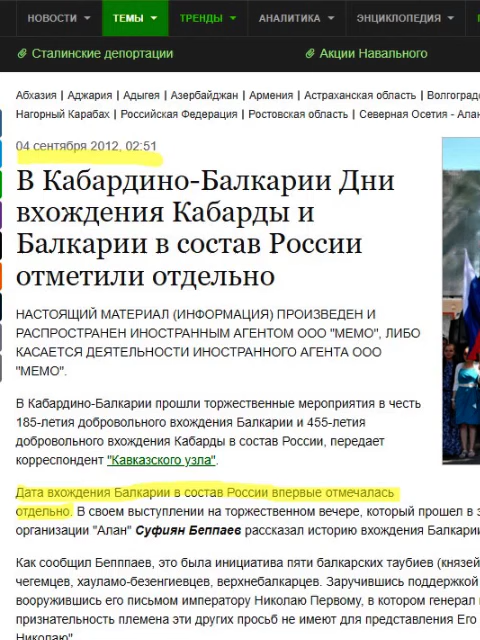 НОВОСТИ ТЕМЫ ТРЕНДЫ АНАЛИТИКА ЭНЦИКЛОПЕДИЯ
Сталинские депортации Акции Навального
Абхазия | Аджария | Адыгея | Азербайджан | Армения | Астраханская область | Волгоград
Нагорный Карабах | Российская Федерация | Ростовская область | Северная Осетия - Алан
04 сентября 2012, 02:51
В Кабардино-Балкарии Дни
вхождения Кабарды и
Балкарии в состав России
отметили отдельно
НАСТОЯЩИЙ МАТЕРИАЛ (ИНФОРМАЦИЯ) ПРОИЗВЕДЕН И
РАСПРОСТРАНЕН ИНОСТРАННЫМ АГЕНТОМ ООО "МЕМО", ЛИБО
КАСАЕТСЯ ДЕЯТЕЛЬНОСТИ ИНОСТРАННОГО АГЕНТА ООО
"МЕМО".
В Кабардино-Балкарии прошли торжественные мероприятия в честь
185-летия добровольного вхождения Балкарии и 455-летия
добровольного вхождения Кабарды в состав России, передает
корреспондент "Кавказского узла".
Дата вхождения Балкарии в состав России впервые отмечалась
отдельно. В своем выступлении на торжественном вечере, который прошел в з
организации "Алан" Суфиян Беппаев рассказал историю вхождения Балкари
Как сообщил Бепппаев, это была инициатива пяти балкарских таубиев (князей
чегемцев, хауламо-безенгиевцев, верхнебалкарцев. Заручившись поддержкой
вооружившись его письмом императору Николаю Первому, в котором генерал
признательность племена эти других просьб не имеют для представления Его
Николаю"